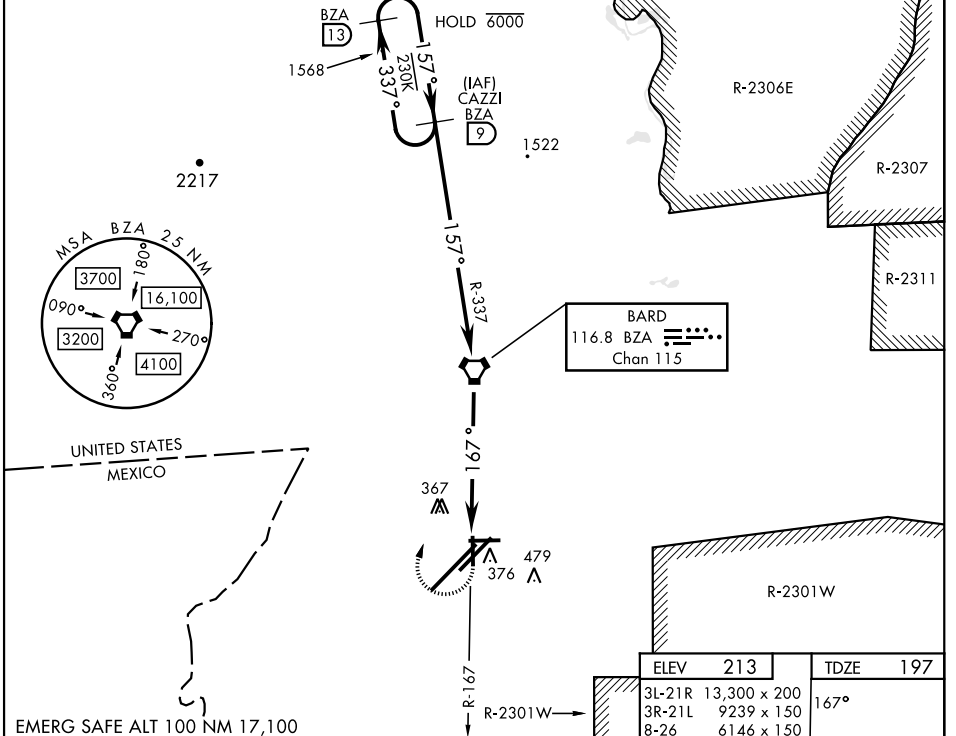 BZA
13
HOLD 6000
1568
337°
230K
157°
(IAF)
CAZZI
BZA
9
1522
R-2306E
R-2307
2217
157°
MSA BZA 25 NM
3700
180°
16,100
090°
3200
270°
360°
4100
R-337
BARD
116.8 BZA
Chan 115
R-2311
UNITED STATES
MEXICO
167°
367
376
479
R-2301W
R-167
R-2301W
ELEV 213
TDZE 197
3L-21R 13,300 x 200
3R-21L 9239 x 150
8-26 6146 x 150
167°
EMERG SAFE ALT 100 NM 17,100